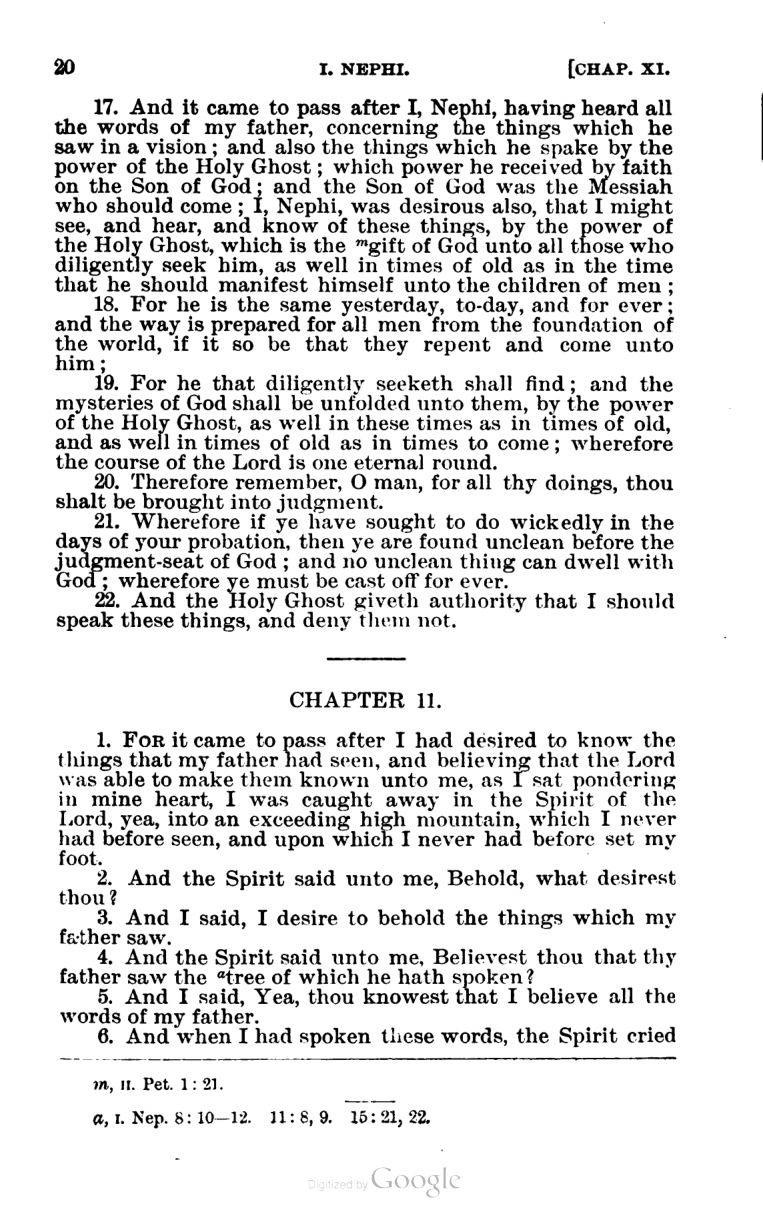 20 I. NEPHI. [CHAP. XI.
17. And it came to pass after I, Nephi, having heard all
the words of my father, concerning the things which he
saw in a vision; and also the things which he spake by the
power of the Holy Ghost; which power he received by faith
on the Son of God; and the Son of God was the Messiah
who should come; I, Nephi, was desirous also, that I might
see, and hear, and know of these things, by the power of
the Holy Ghost, which is the mgift of God unto all those who
diligently seek him, as well in times of old as in the time
that he should manifest himself unto the children of men;
18. For he is the same yesterday, to-day, and for ever;
and the way is prepared for all men from the foundation of
the world, if it so be that they repent and come unto
him;
19. For he that diligently seeketh shall find; and the
mysteries of God shall be unfolded unto them, by the power
of the Holy Ghost, as well in these times as in times of old,
and as well in times of old as in times to come; wherefore
the course of the Lord is one eternal round.
20. Therefore remember, O man, for all thy doings, thou
shalt be brought into judgment.
21. Wherefore if ye have sought to do wickedly in the
days of your probation, then ye are found unclean before the
judgment-seat of God; and no unclean thing can dwell with
God; wherefore ye must be cast off for ever.
22. And the Holy Ghost giveth authority that I should
speak these things, and deny them not.
CHAPTER 11.
1. FOR it came to pass after I had desired to know the
things that my father had seen, and believing that the Lord
was able to make them known unto me, as I sat pondering
in mine heart, I was caught away in the Spirit of the
Lord, yea, into an exceeding high mountain, which I never
had before seen, and upon which I never had before set my
foot.
2. And the Spirit said unto me, Behold, what desirest
thou?
3. And I said, I desire to behold the things which my
father saw.
4. And the Spirit said unto me, Believest thou that thy
father saw the atree of which he hath spoken?
5. And I said, Yea, thou knowest that I believe all the
words of my father.
6. And when I had spoken these words, the Spirit cried
m, II. Pet. 1: 21.
a, I. Nep. 8: 10—12. 11: 8, 9. 15: 21, 22.
Digitized by Google